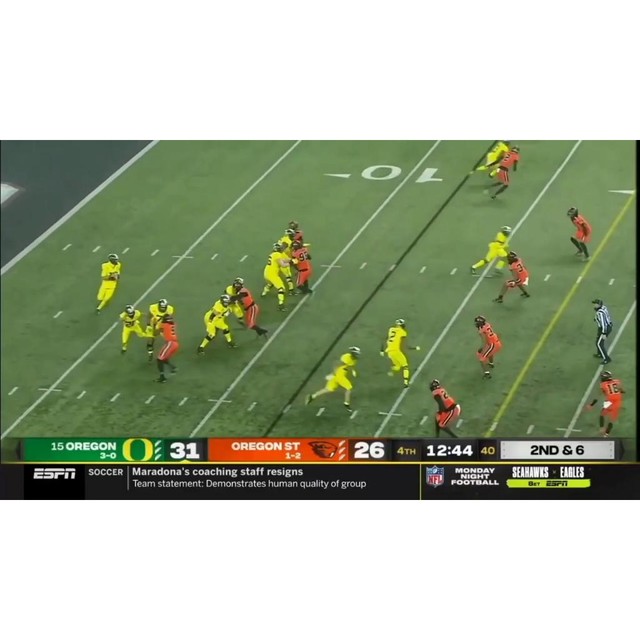 10
15 OREGON
3-0
31
OREGON ST
1-2
26
4TH
12:44
40
2ND & 6
ESPN
SOCCER
Maradona's coaching staff resigns
Team statement: Demonstrates human quality of group
NFL
MONDAY
NIGHT
FOOTBALL
SEAHAWKS
EAGLES
BET ESPN